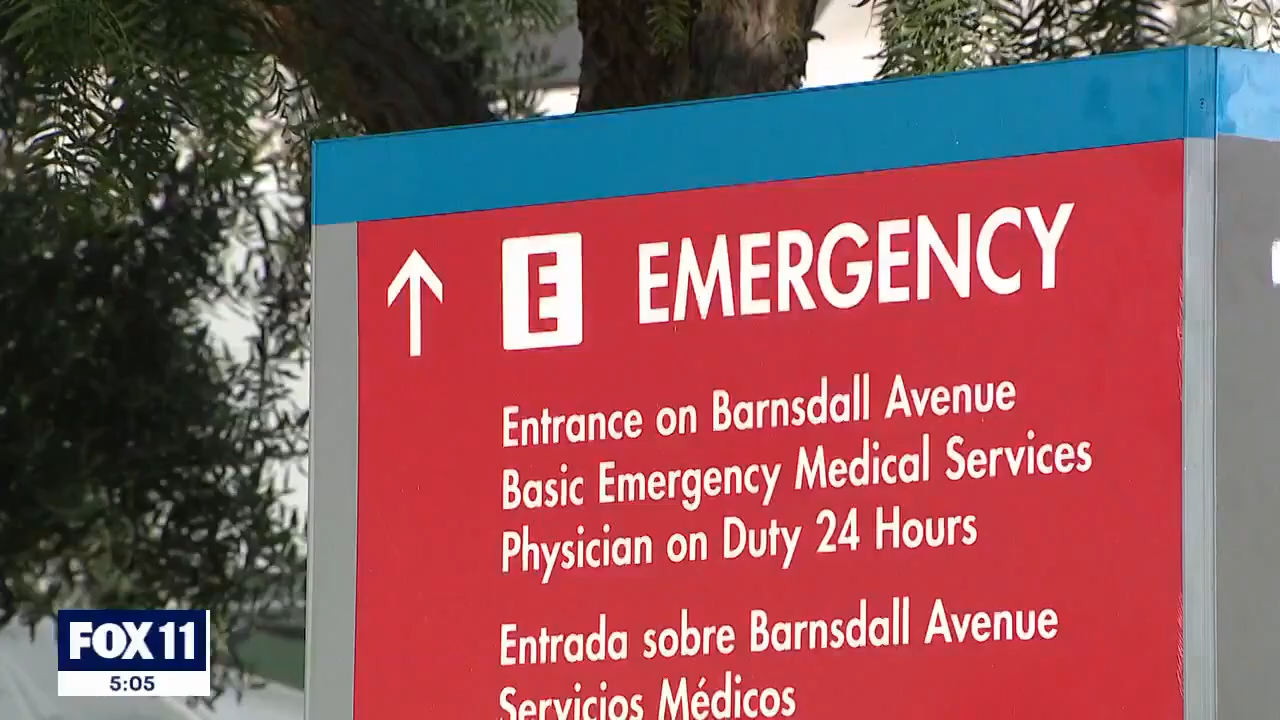 E EMERGENCY
Entrance on Barnsdall Avenue
Basic Emergency Medical Services
Physician on Duty 24 Hours
Entrada sobre Barnsdall Avenue
Servicios Médicos
FOX 11
5:05